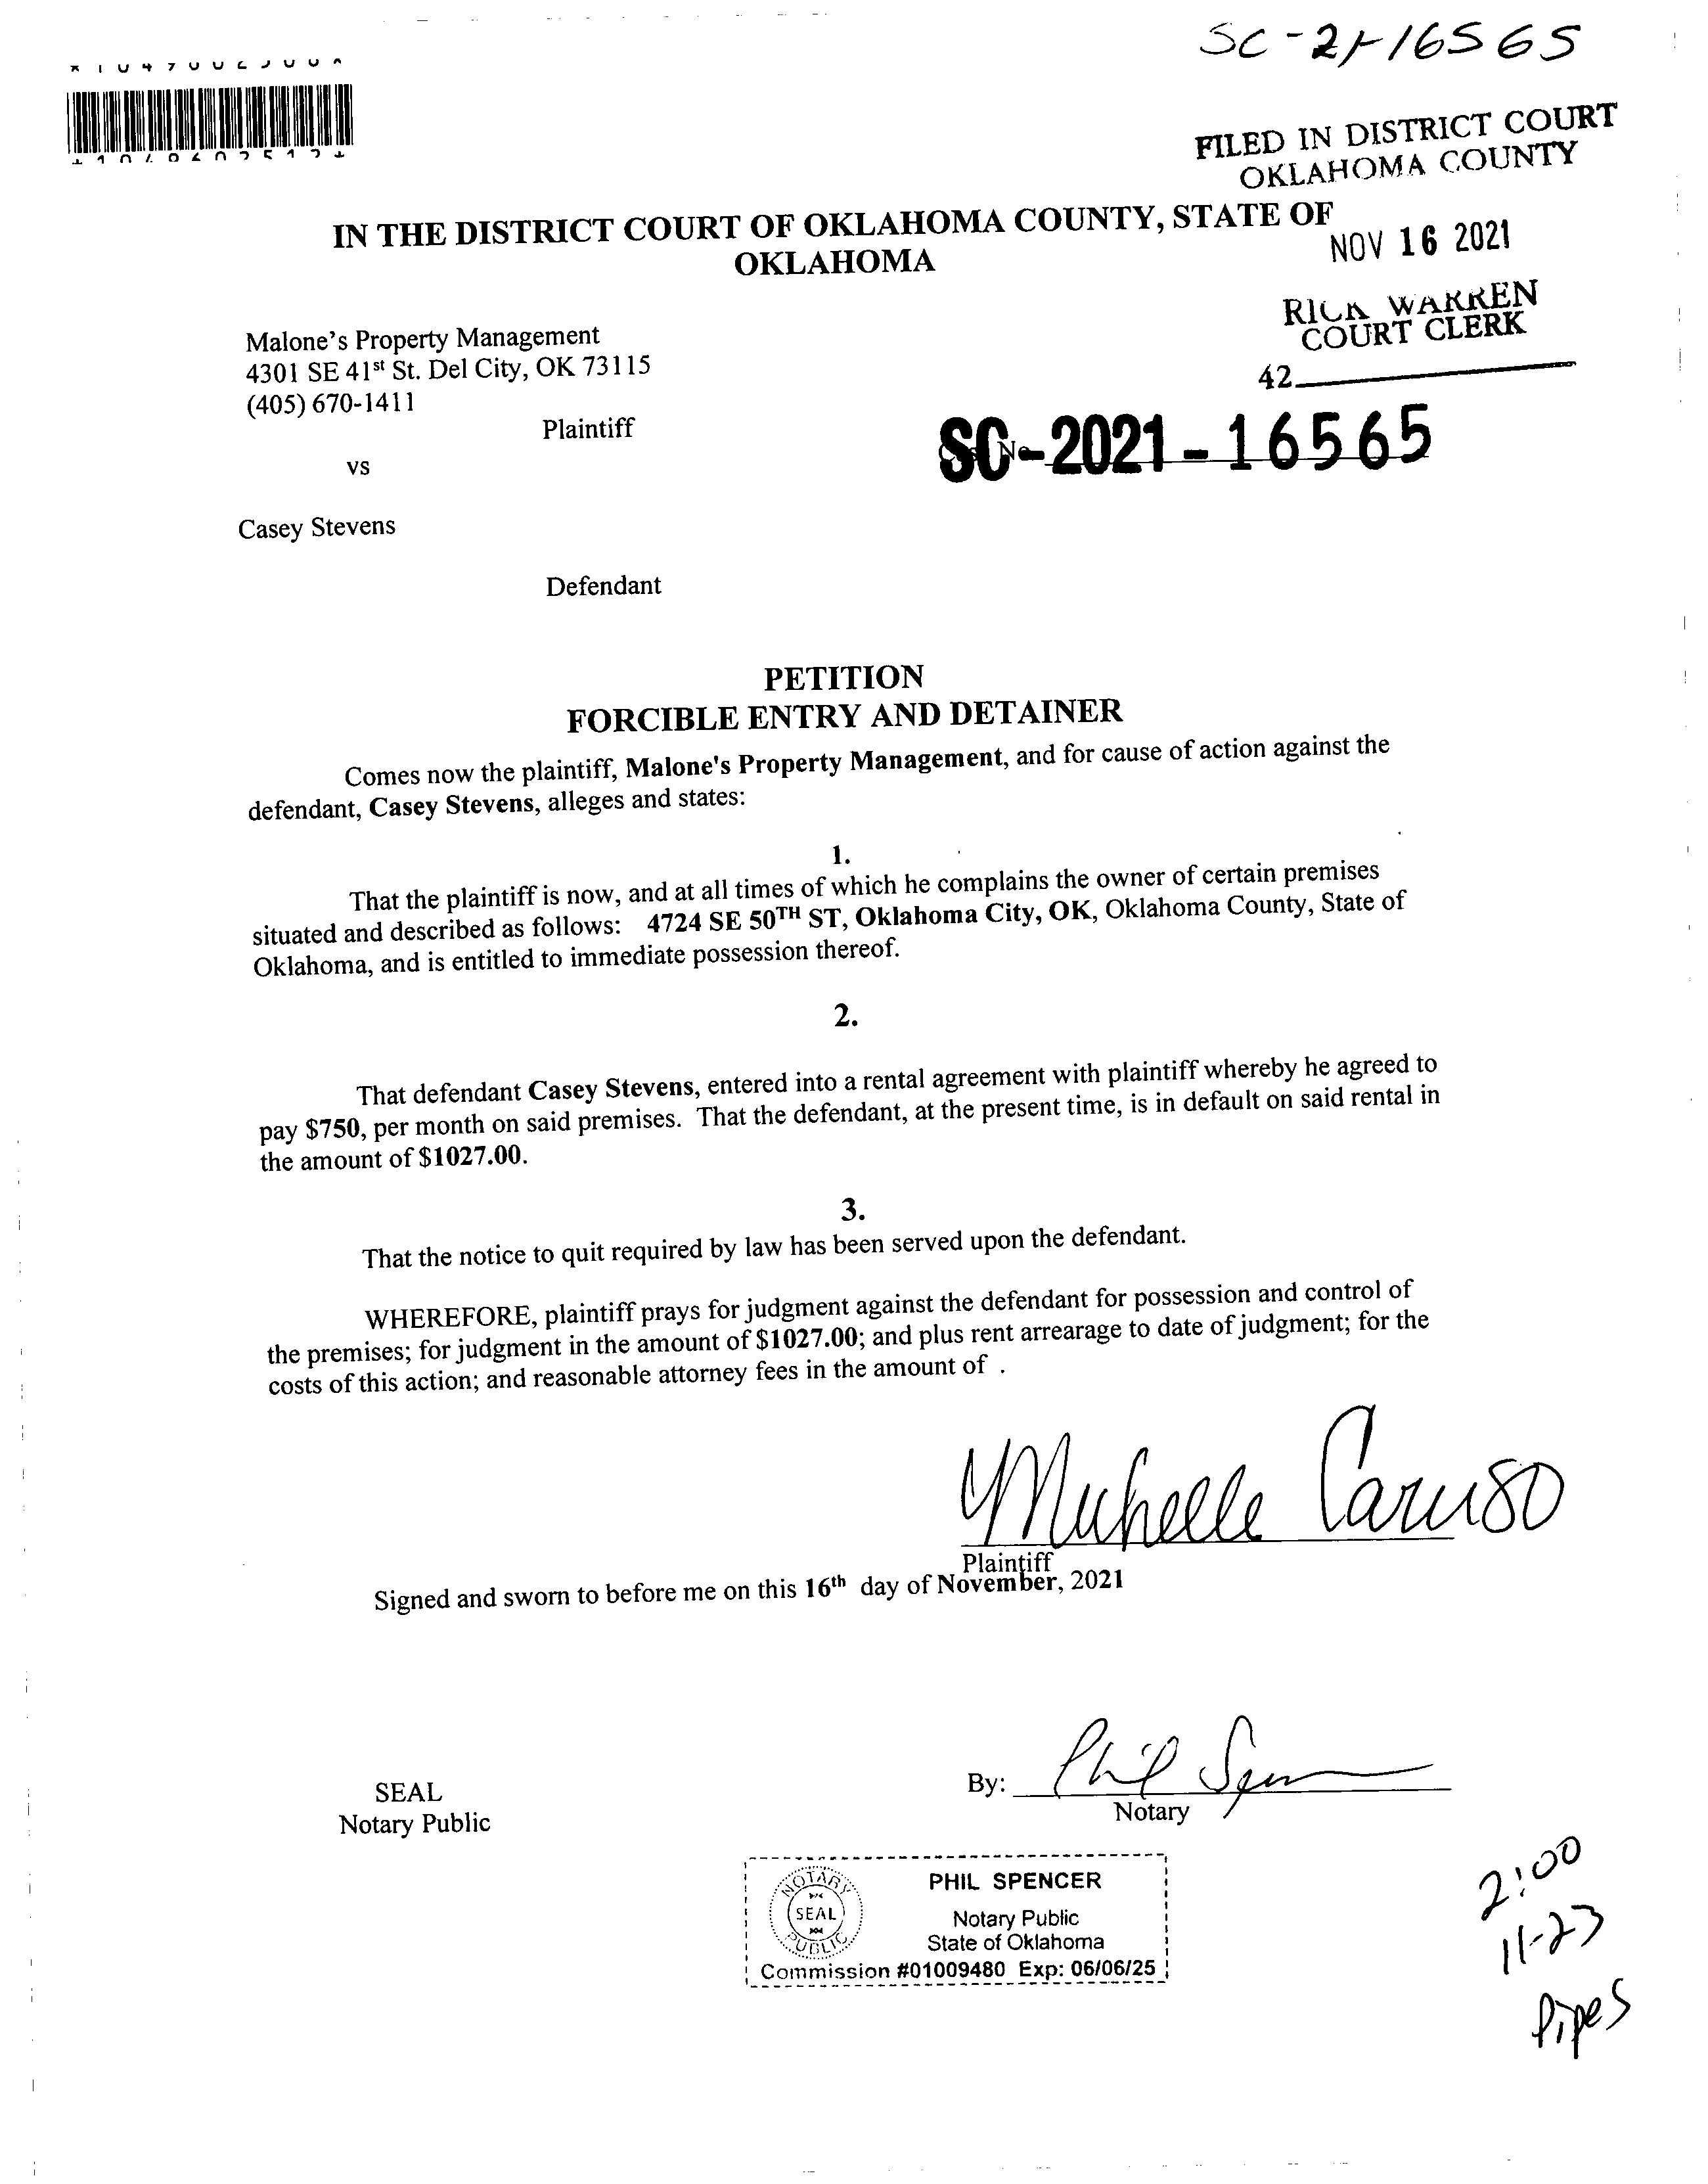 SC-21-16565
FILED IN DISTRICT COURT
OKLAHOMA COUNTY
IN THE DISTRICT COURT OF OKLAHOMA COUNTY, STATE OF
OKLAHOMA
NOV 16 2021
RICK WARREN
COURT CLERK
42
Malone's Property Management
4301 SE 41st St. Del City, OK 73115
(405) 670-1411
Plaintiff
SC-2021-16565
vs
Casey Stevens
Defendant
PETITION
FORCIBLE ENTRY AND DETAINER
Comes now the plaintiff, Malone's Property Management, and for cause of action against the
defendant, Casey Stevens, alleges and states:
1.
That the plaintiff is now, and at all times of which he complains the owner of certain premises
situated and described as follows: 4724 SE 50TH ST, Oklahoma City, OK, Oklahoma County, State of
Oklahoma, and is entitled to immediate possession thereof.
2.
That defendant Casey Stevens, entered into a rental agreement with plaintiff whereby he agreed to
pay $750, per month on said premises. That the defendant, at the present time, is in default on said rental in
the amount of $1027.00.
3.
That the notice to quit required by law has been served upon the defendant.
WHEREFORE, plaintiff prays for judgment against the defendant for possession and control of
the premises; for judgment in the amount of $1027.00; and plus rent arrearage to date of judgment; for the
costs of this action; and reasonable attorney fees in the amount of .
Michelle Caruso
Plaintiff
Signed and sworn to before me on this 16th day of November, 2021
By: Phil Spencer
Notary
SEAL
Notary Public
NOTARY
SEAL
PUBLIC
PHIL SPENCER
Notary Public
State of Oklahoma
Commission #01009480 Exp: 06/06/25
2:00
11-23
Pipes